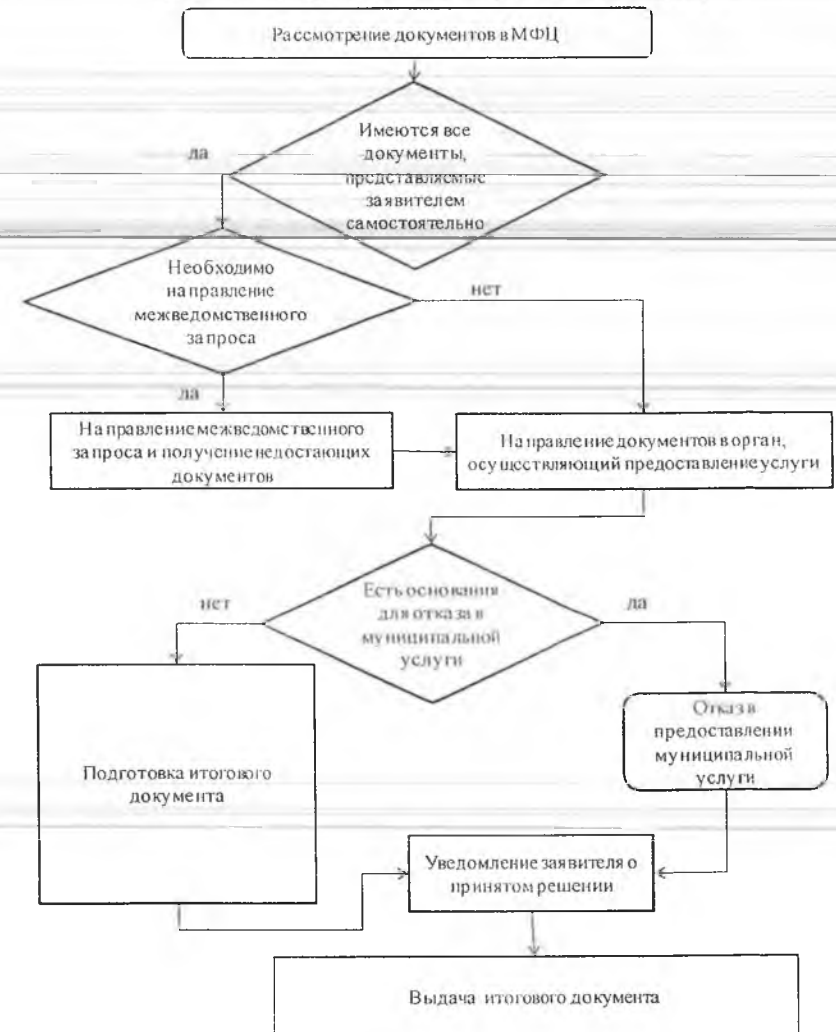 Рассмотрение документов в МФЦ
Имеются все
документы,
представляемые
заявителем
самостоятельно
да
Необходимо
направление
межведомственного
запроса
нет
да
Направление межведомственного
запроса и получение недостающих
документов
Направление документов в орган,
осуществляющий предоставление услуги
Есть основания
для отказа в
муниципальной
услуги
нет
да
Отказ в
предоставлении
муниципальной
услуги
Подготовка итогового
документа
Уведомление заявителя о
принятом решении
Выдача итогового документа